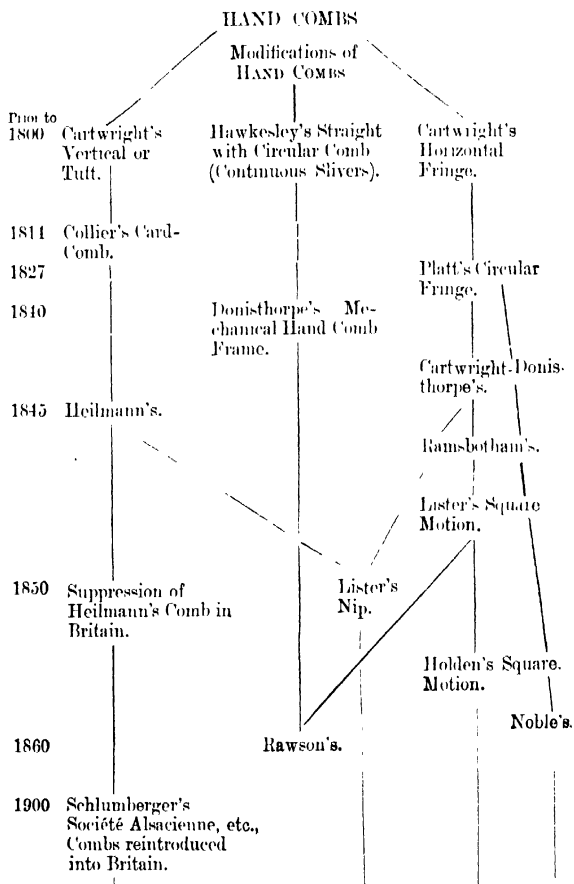 HAND COMBS
Modifications of
HAND COMBS
Prior to
1800
Cartwright's
Vertical or
Tuft.
Hawkesley's Straight
with Circular Comb
(Continuous Slivers).
Cartwright's
Horizontal
Fringe.
1814
Collier's Card-
Comb.
1827
Platt's Circular
Fringe.
1840
Donisthorpe's Me-
chanical Hand Comb
Frame.
Cartwright-Donis-
thorpe's.
1845
Heilmann's.
Ramsbotham's.
Lister's Square
Motion.
1850
Suppression of
Heilmann's Comb in
Britain.
Lister's
Nip.
Holden's Square
Motion.
Noble's.
1860
Rawson's.
1900
Schlumberger's
Société Alsacienne, etc.,
Combs reintroduced
into Britain.